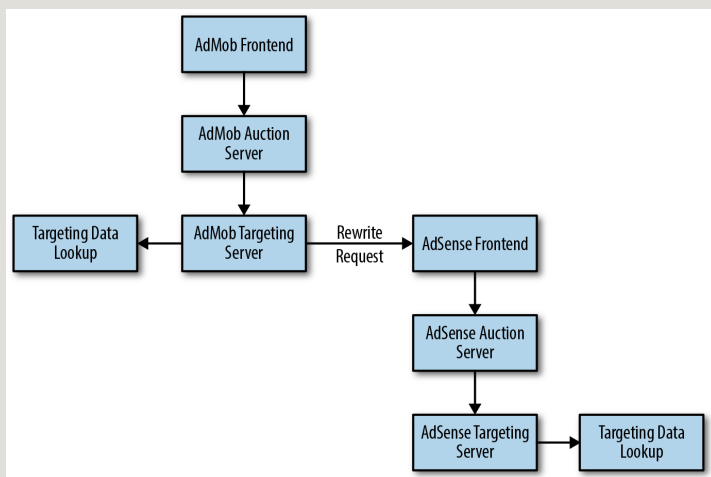 AdMob Frontend
AdMob Auction
Server
Targeting Data
Lookup
AdMob Targeting
Server
Rewrite
Request
AdSense Frontend
AdSense Auction
Server
AdSense Targeting
Server
Targeting Data
Lookup